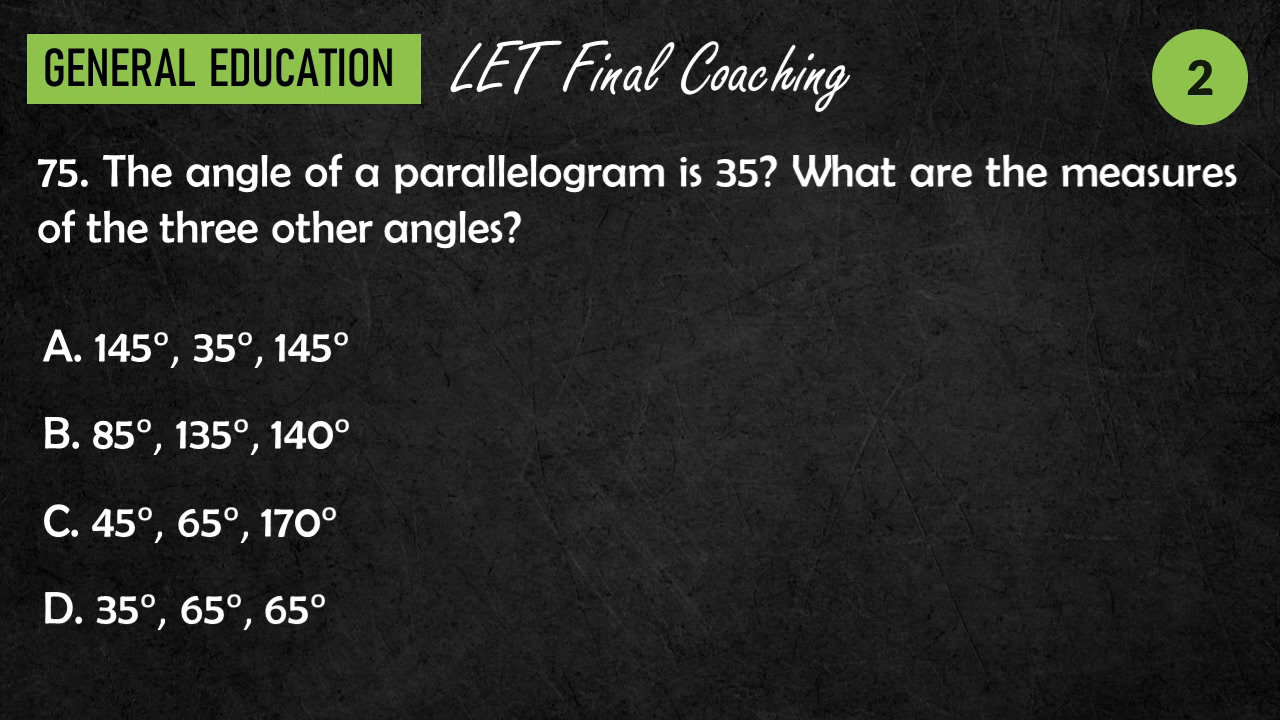 GENERAL EDUCATION LET Final Coaching 2
75. The angle of a parallelogram is 35? What are the measures
of the three other angles?
A. 145°, 35°, 145°
B. 85°, 135°, 140°
C. 45°, 65°, 170°
D. 35°, 65°, 65°